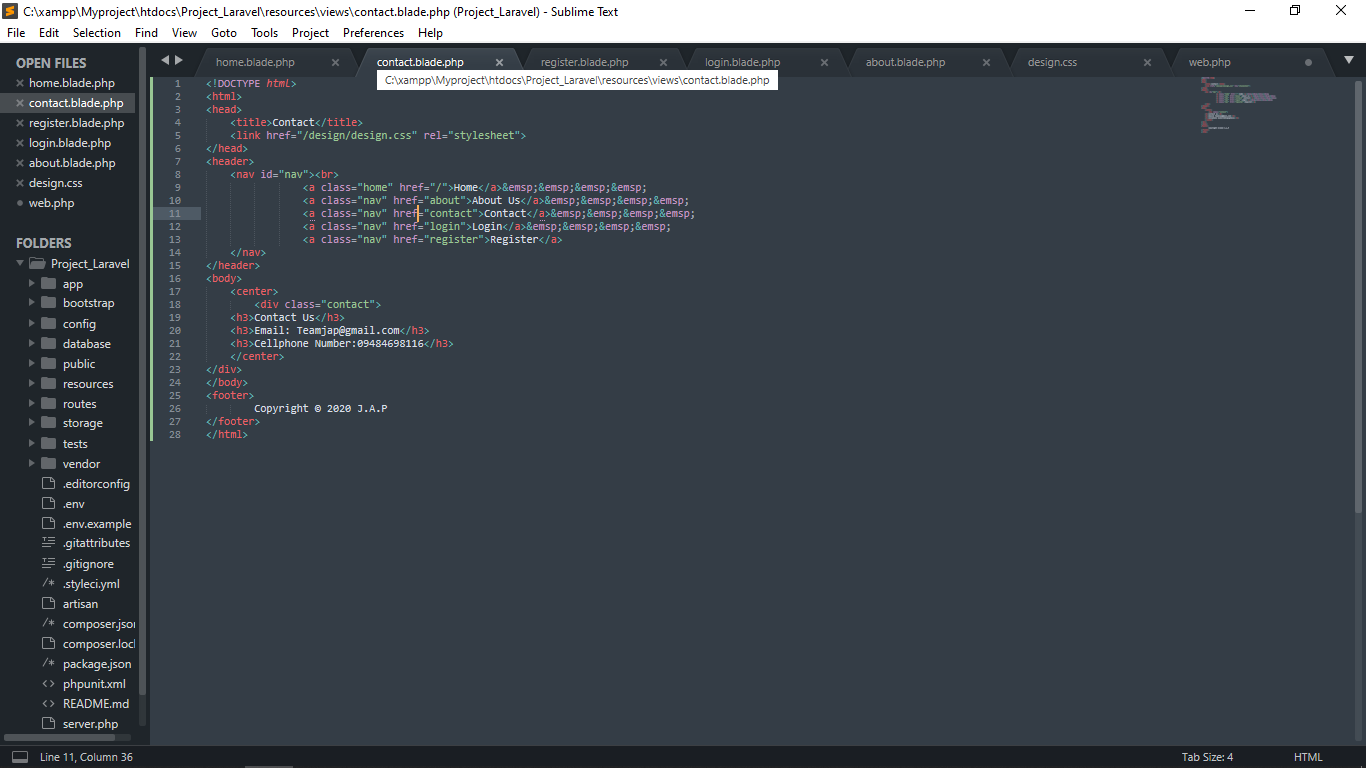 C:\xampp\Myproject\htdocs\Project_Laravel\resources\views\contact.blade.php (Project_Laravel) - Sublime Text
File Edit Selection Find View Goto Tools Project Preferences Help
OPEN FILES
home.blade.php
contact.blade.php
register.blade.php
login.blade.php
about.blade.php
design.css
web.php
FOLDERS
Project_Laravel
app
bootstrap
config
database
public
resources
routes
storage
tests
vendor
.editorconfig
.env
.env.example
.gitattributes
.gitignore
/* .styleci.yml
artisan
/* composer.jso
composer.loc
/* package.json
<> phpunit.xml
<> README.md
server.php
home.blade.php contact.blade.php register.blade.php login.blade.php about.blade.php design.css web.php
C:\xampp\Myproject\htdocs\Project_Laravel\resources\views\contact.blade.php
1 <!DOCTYPE html>
2 <html>
3 <head>
4 <title>Contact</title>
5 <link href="/design/design.css" rel="stylesheet">
6 </head>
7 <header>
8 <nav id="nav"><br>
9 <a class="home" href="/">Home</a>&emsp;&emsp;&emsp;&emsp;
10 <a class="nav" href="about">About Us</a>&emsp;&emsp;&emsp;&emsp;
11 <a class="nav" href="contact">Contact</a>&emsp;&emsp;&emsp;&emsp;
12 <a class="nav" href="login">Login</a>&emsp;&emsp;&emsp;&emsp;
13 <a class="nav" href="register">Register</a>
14 </nav>
15 </header>
16 <body>
17 <center>
18 <div class="contact">
19 <h3>Contact Us</h3>
20 <h3>Email: Teamjap@gmail.com</h3>
21 <h3>Cellphone Number:09484698116</h3>
22 </center>
23 </div>
24 </body>
25 <footer>
26 Copyright © 2020 J.A.P
27 </footer>
28 </html>
Line 11, Column 36
Tab Size: 4
HTML